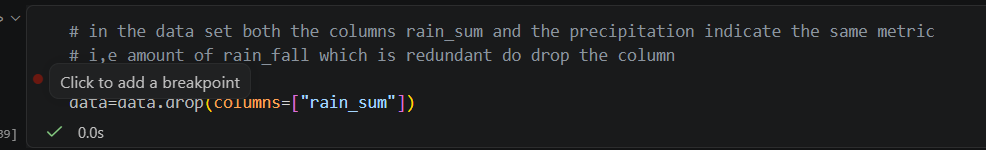 # in the data set both the columns rain_sum and the precipitation indicate the same metric
# i,e amount of rain_fall which is redundant do drop the column
Click to add a breakpoint
data=data.drop(columns=["rain_sum"])
39]
0.0s